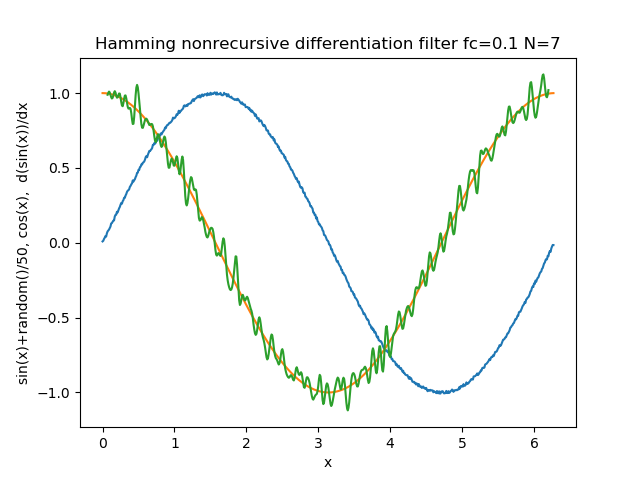 Hamming nonrecursive differentiation filter fc=0.1 N=7
sin(x)+random()/50, cos(x),  d(sin(x))/dx
1.0
0.5
0.0
−0.5
−1.0
0 1 2 3 4 5 6
x